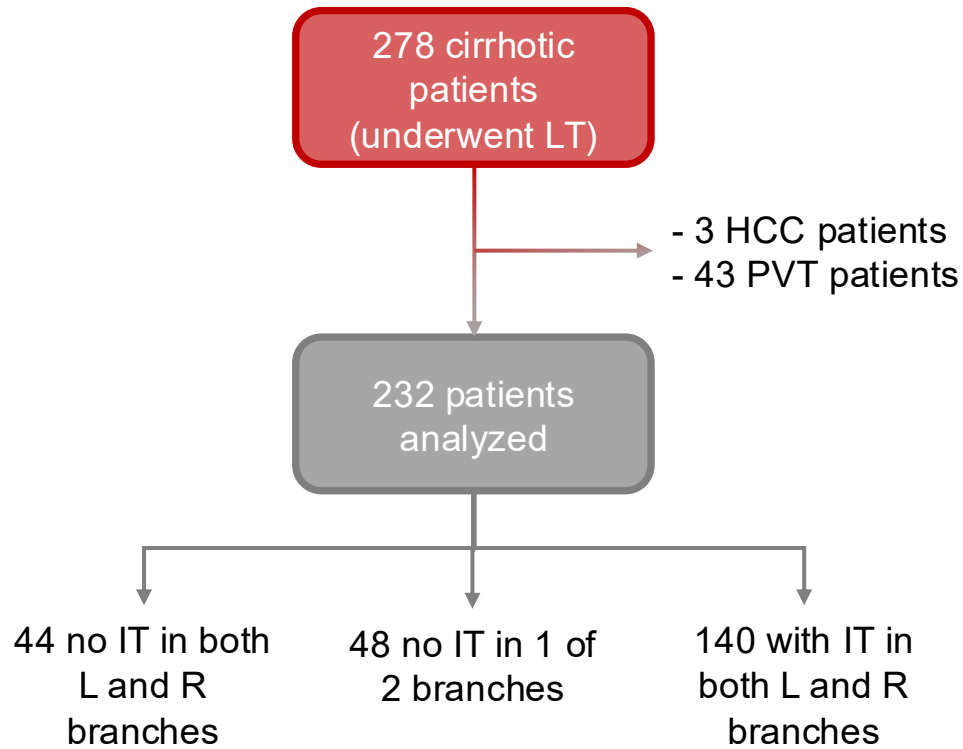 278 cirrhotic
patients
(underwent LT)
- 3 HCC patients
- 43 PVT patients
232 patients
analyzed
44 no IT in both
L and R
branches
48 no IT in 1 of
2 branches
140 with IT in
both L and R
branches